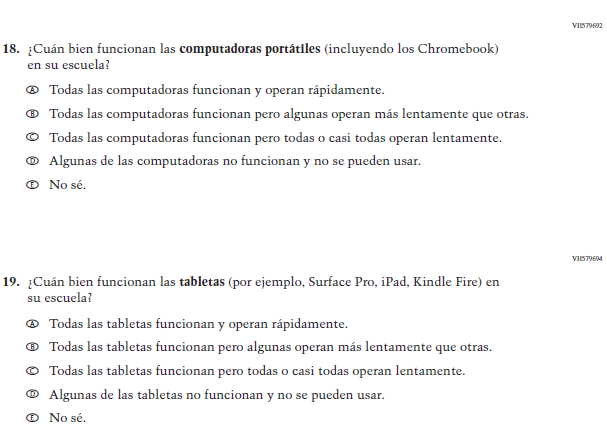 VH579692
18. ¿Cuán bien funcionan las computadoras portátiles (incluyendo los Chromebook)
en su escuela?
A Todas las computadoras funcionan y operan rápidamente.
B Todas las computadoras funcionan pero algunas operan más lentamente que otras.
C Todas las computadoras funcionan pero todas o casi todas operan lentamente.
D Algunas de las computadoras no funcionan y no se pueden usar.
E No sé.
VH579694
19. ¿Cuán bien funcionan las tabletas (por ejemplo, Surface Pro, iPad, Kindle Fire) en
su escuela?
A Todas las tabletas funcionan y operan rápidamente.
B Todas las tabletas funcionan pero algunas operan más lentamente que otras.
C Todas las tabletas funcionan pero todas o casi todas operan lentamente.
D Algunas de las tabletas no funcionan y no se pueden usar.
E No sé.